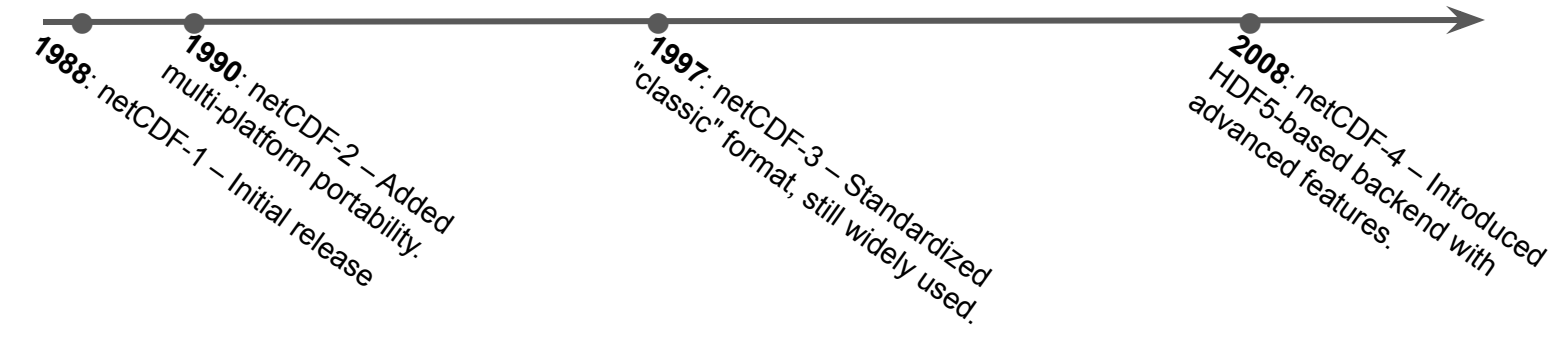 1988: netCDF-1 – Initial release
1990: netCDF-2 – Added
multi-platform portability.
1997: netCDF-3 – Standardized
"classic" format, still widely used.
2008: netCDF-4 – Introduced
HDF5-based backend with
advanced features.